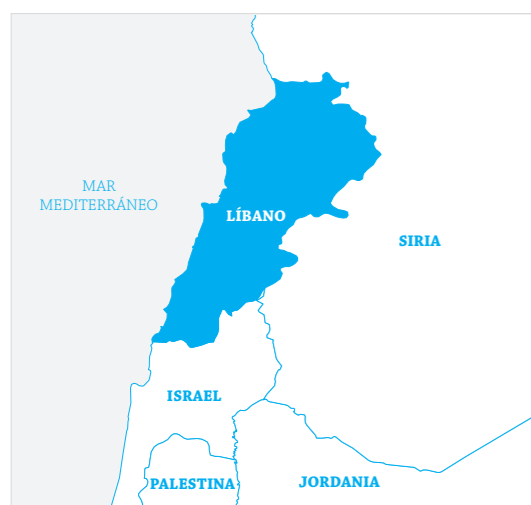 MAR
MEDITERRÁNEO
LÍBANO
SIRIA
ISRAEL
PALESTINA
JORDANIA